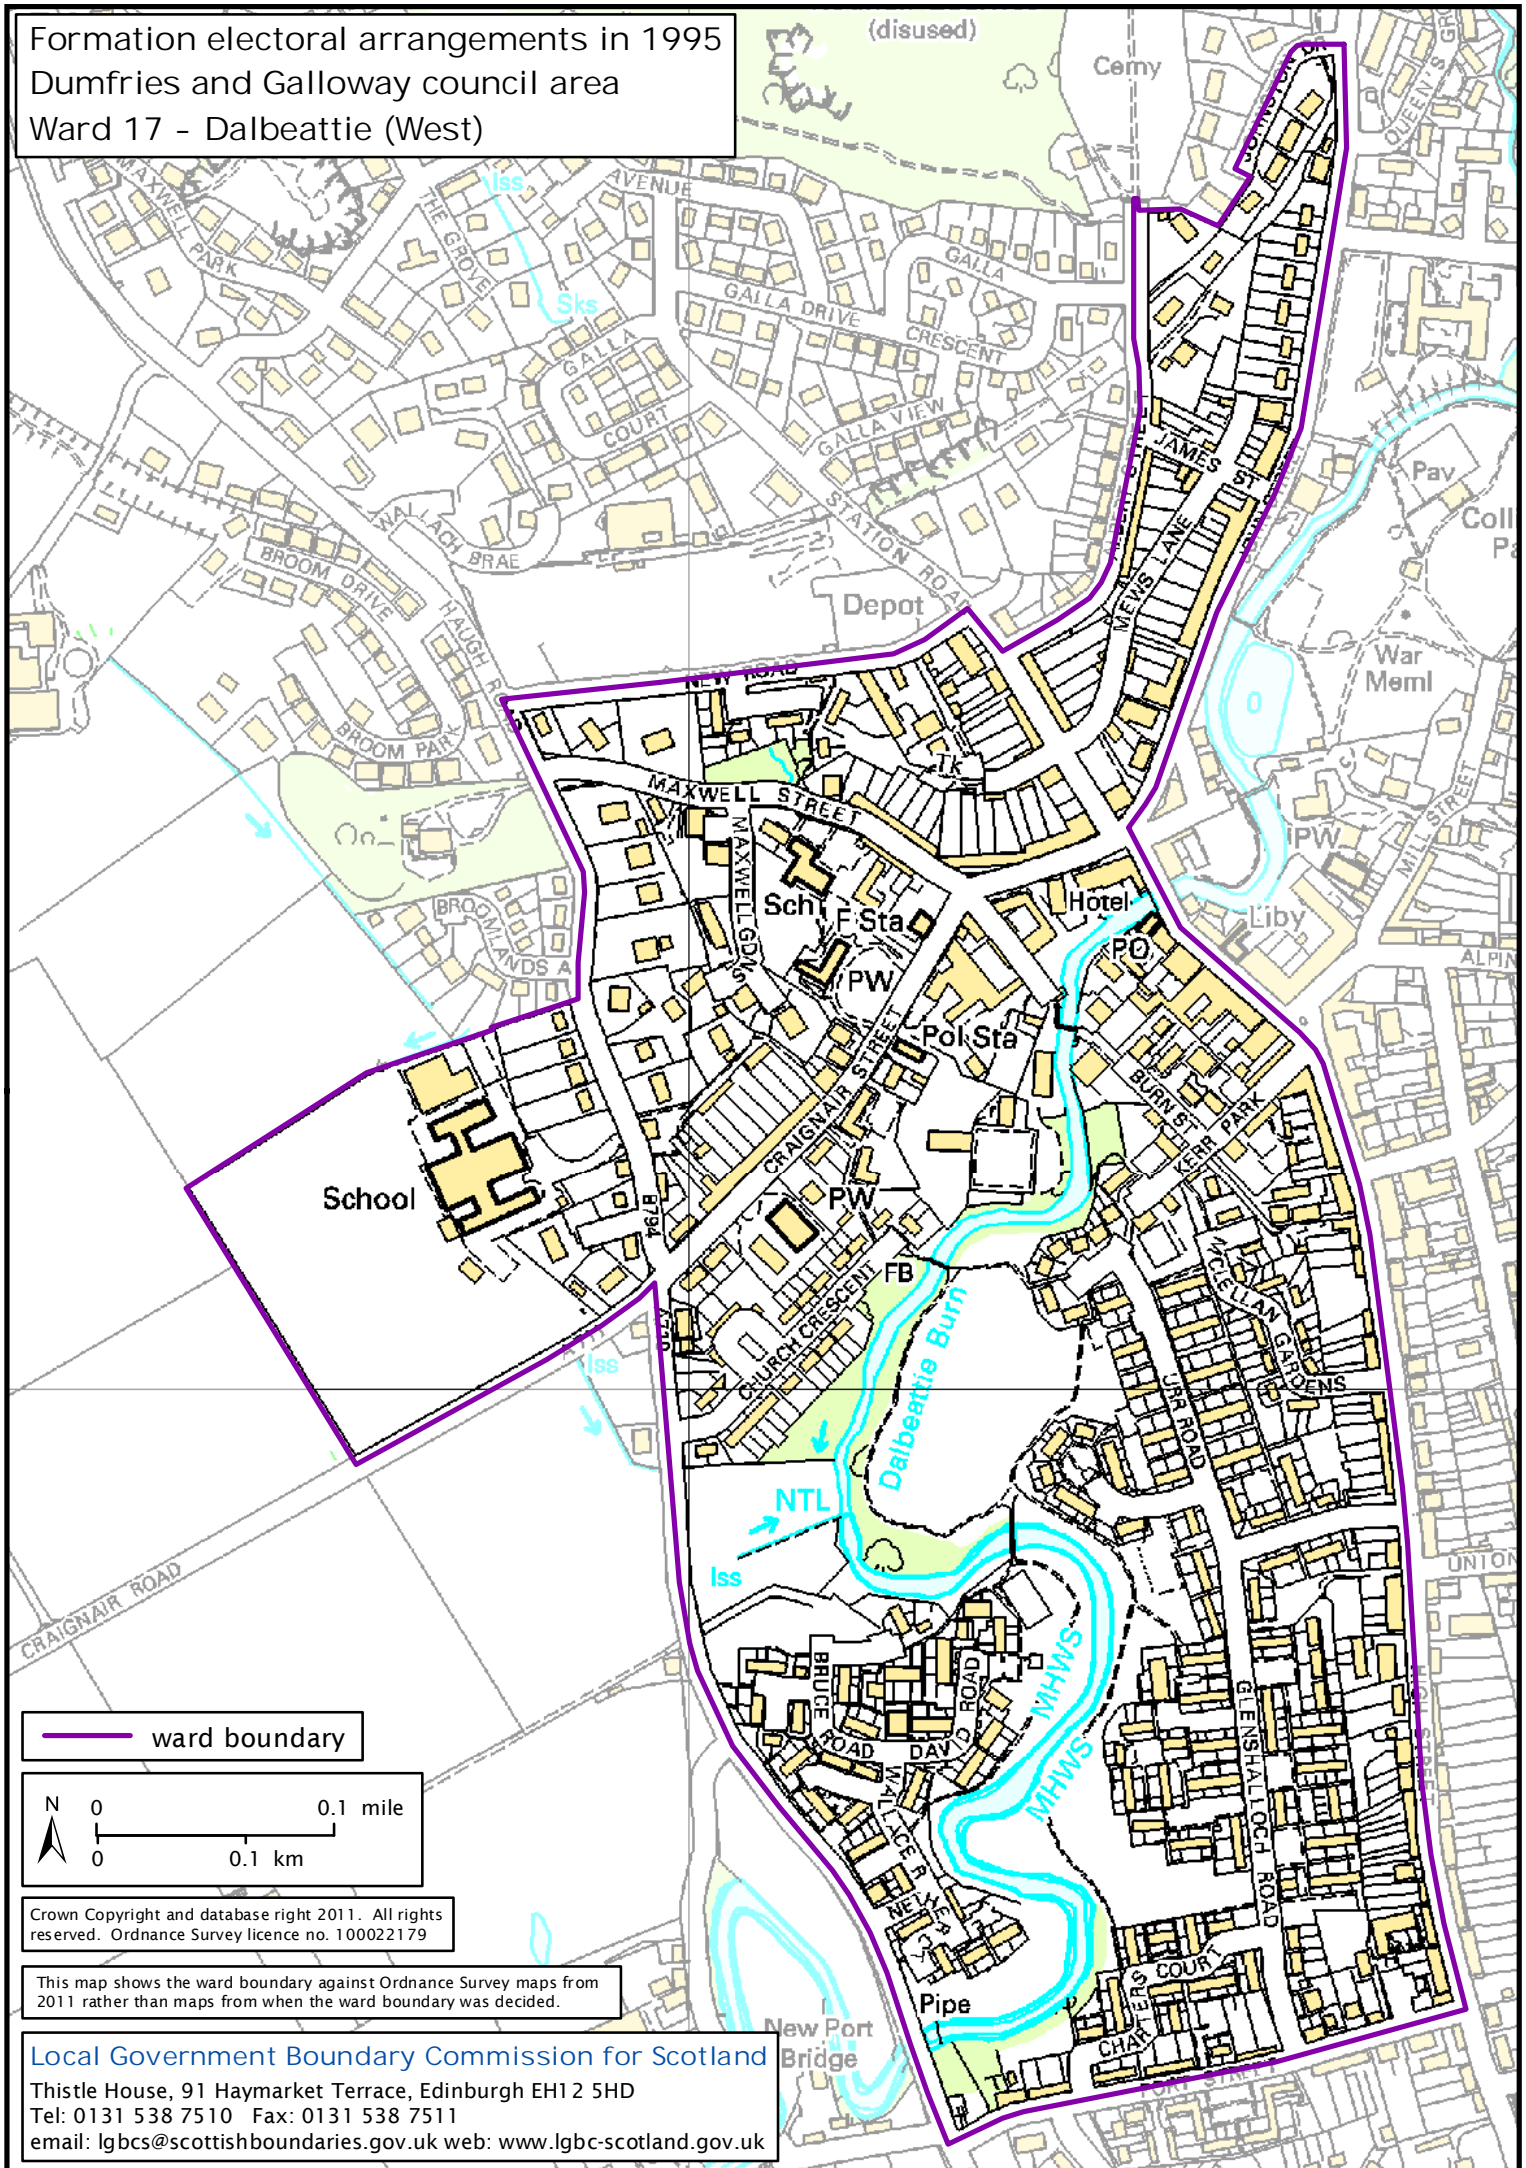 Formation electoral arrangements in 1995
Dumfries and Galloway council area
Ward 17 - Dalbeattie (West)
(disused)
Cemy
QUEEN'S
MAXWELL PARK
THE GROVE
Iss
AVENUE
Sks
GALLA
GALLA DRIVE
CRESCENT
GALLA
COURT
GALLA VIEW
JAMES ST
Pav
STATION ROAD
WALLACH
BRAE
BROOM DRIVE
HAUGH
MEWS LANE
Depot
War
Meml
NEW ROAD
BROOM PARK
Tk
MAXWELL STREET
MAXWELL GDNS
MILL STREET
PW
Sch
F Sta
Hotel
Liby
PO
BROOMLANDS
PW
ALPIN
CRAIGNAIR STREET
Pol Sta
BURN ST
KERR PARK
School
B794
PW
FB
MCLELLAN GARDENS
CHURCH CRESCENT
Dalbeattie Burn
Iss
URR ROAD
NTL
Iss
UNION
CRAIGNAIR ROAD
MHWS
MHWS
BRUCE ROAD
DAVID ROAD
GLENSHALLOCH ROAD
HIGH STREET
WALLACE
CHARTERS COURT
Pipe
New Port
Bridge
PORT STREET
ward boundary
N
0 0.1 mile
0 0.1 km
Crown Copyright and database right 2011. All rights
reserved. Ordnance Survey licence no. 100022179
This map shows the ward boundary against Ordnance Survey maps from
2011 rather than maps from when the ward boundary was decided.
Local Government Boundary Commission for Scotland
Thistle House, 91 Haymarket Terrace, Edinburgh EH12 5HD
Tel: 0131 538 7510 Fax: 0131 538 7511
email: lgbcs@scottishboundaries.gov.uk web: www.lgbc-scotland.gov.uk